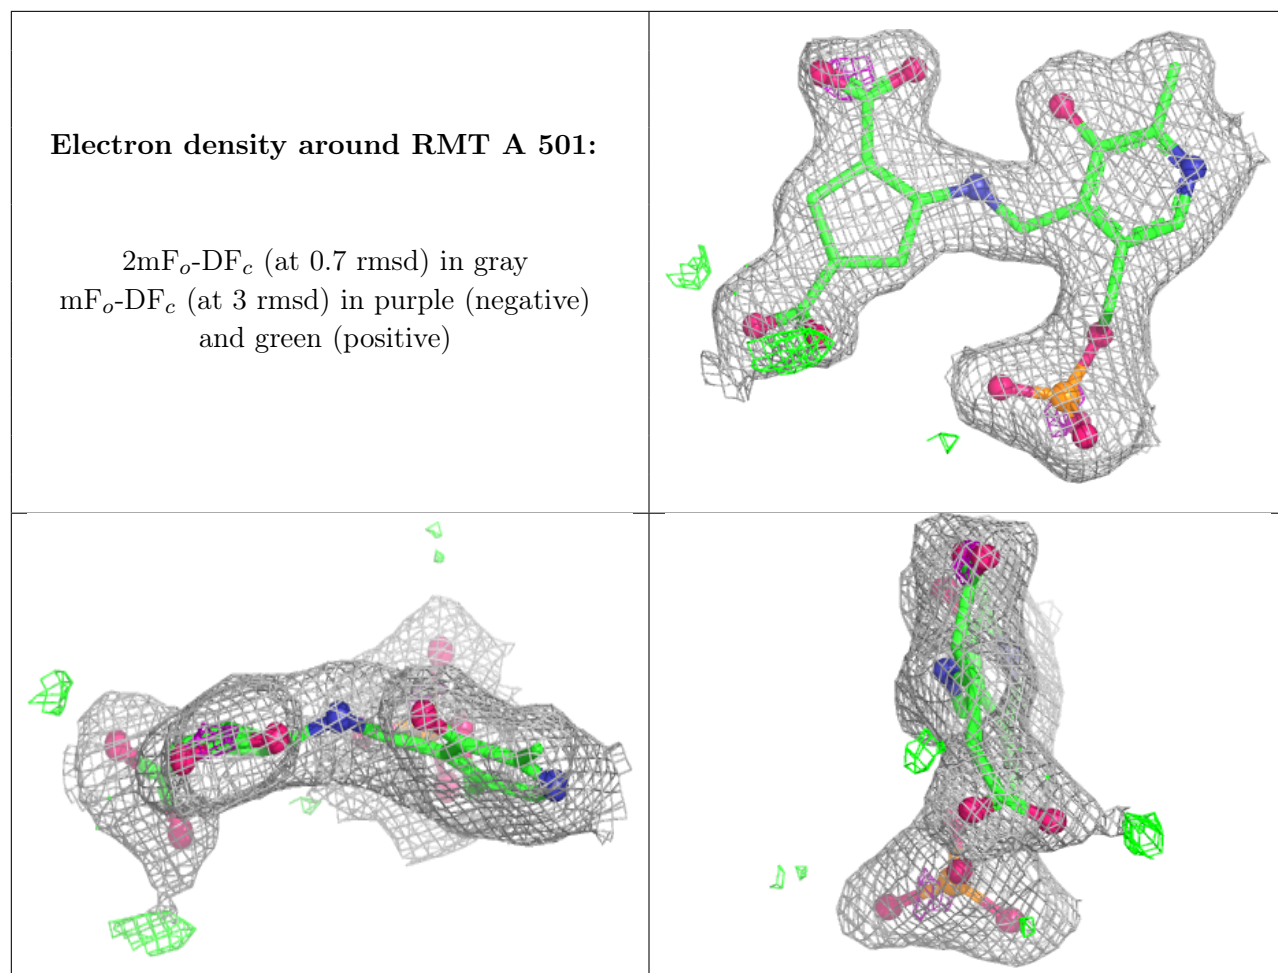 Electron density around RMT A 501:
2mFo-DFc (at 0.7 rmsd) in gray
mFo-DFc (at 3 rmsd) in purple (negative)
and green (positive)